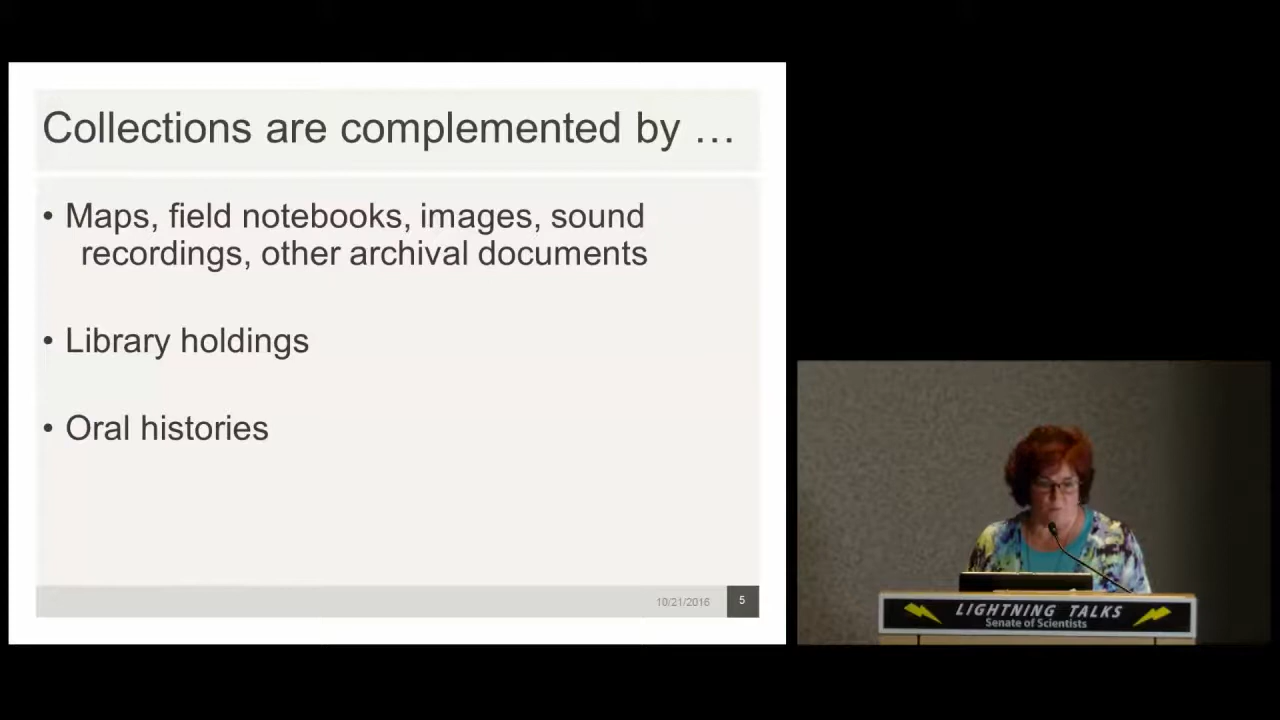 Collections are complemented by …
• Maps, field notebooks, images, sound
recordings, other archival documents
• Library holdings
• Oral histories
10/21/2016
5
LIGHTNING TALKS
Senate of Scientists